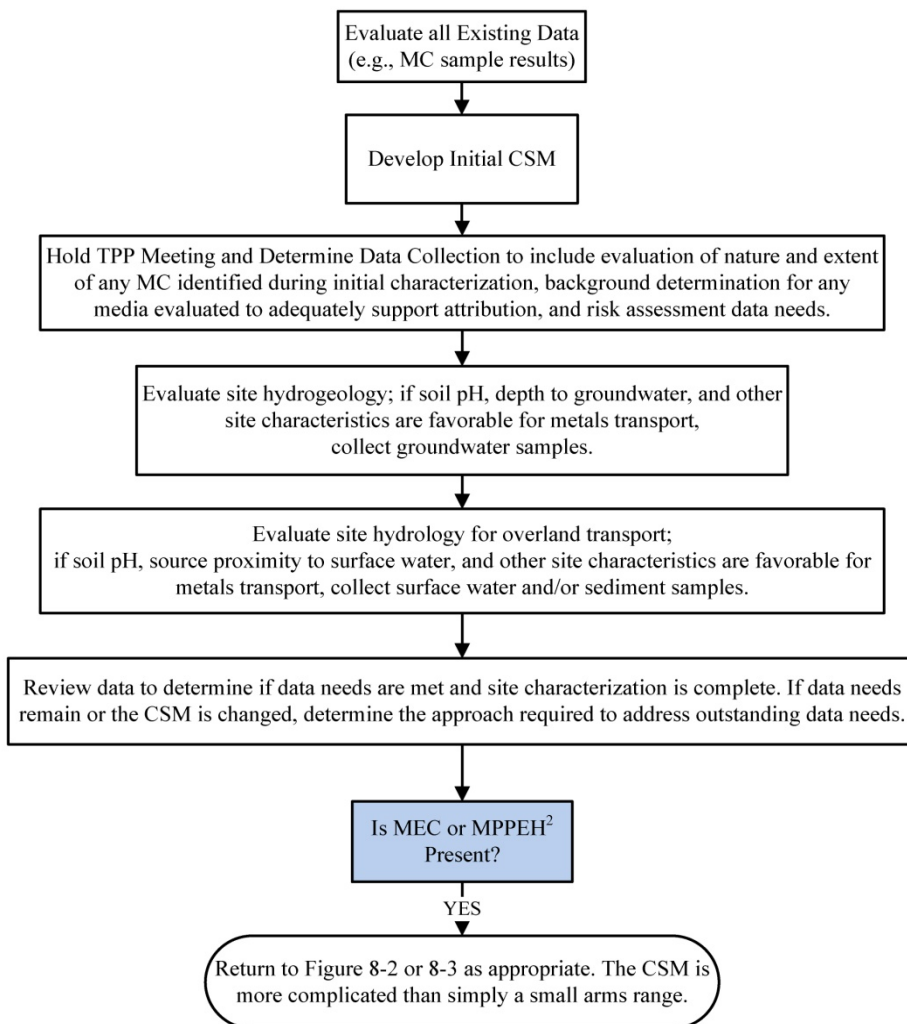 Evaluate all Existing Data
(e.g., MC sample results)
Develop Initial CSM
Hold TPP Meeting and Determine Data Collection to include evaluation of nature and extent
of any MC identified during initial characterization, background determination for any
media evaluated to adequately support attribution, and risk assessment data needs.
Evaluate site hydrogeology; if soil pH, depth to groundwater, and other
site characteristics are favorable for metals transport,
collect groundwater samples.
Evaluate site hydrology for overland transport;
if soil pH, source proximity to surface water, and other site characteristics are favorable for
metals transport, collect surface water and/or sediment samples.
Review data to determine if data needs are met and site characterization is complete. If data needs
remain or the CSM is changed, determine the approach required to address outstanding data needs.
Is MEC or MPPEH²
Present?
YES
Return to Figure 8-2 or 8-3 as appropriate. The CSM is
more complicated than simply a small arms range.